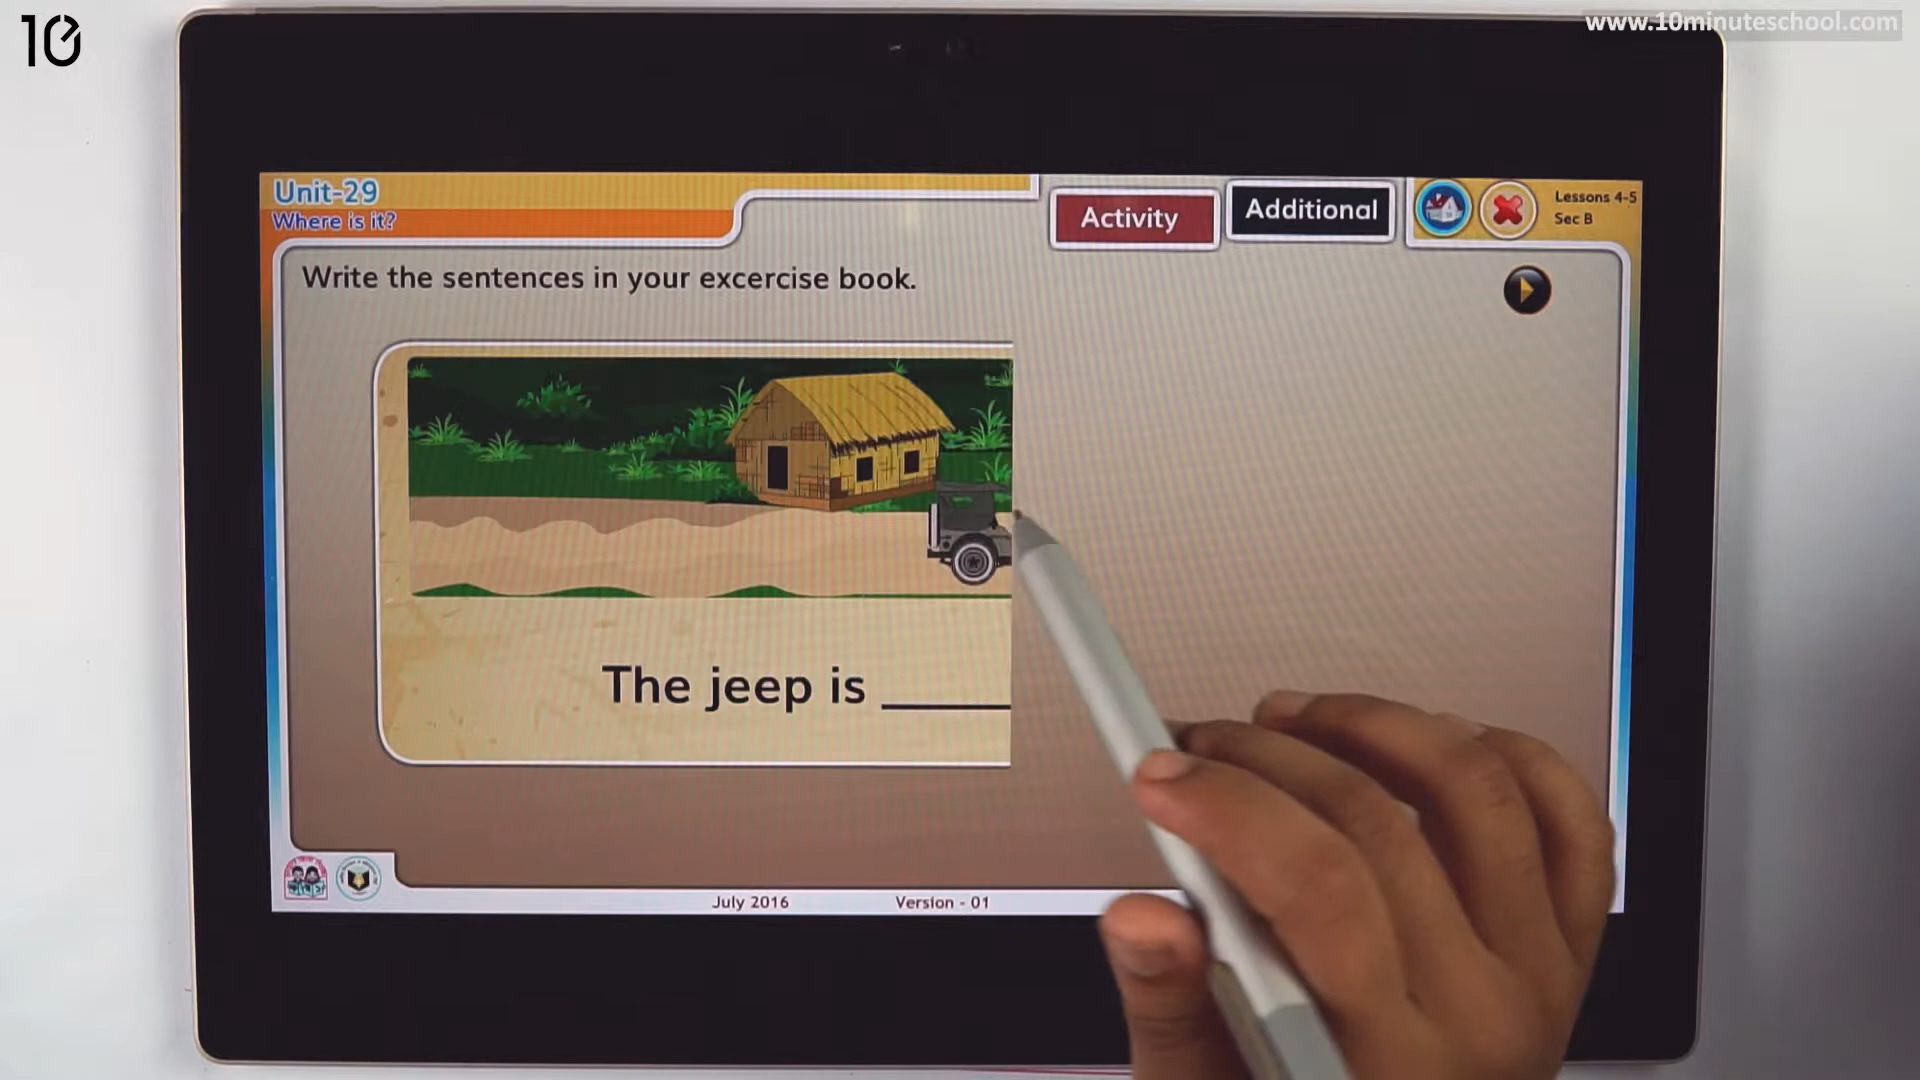 10
www.10minuteschool.com
Unit-29
Where is it?
Activity
Additional
Lessons 4-5
Sec B
Write the sentences in your excercise book.
The jeep is ____
July 2016
Version - 01